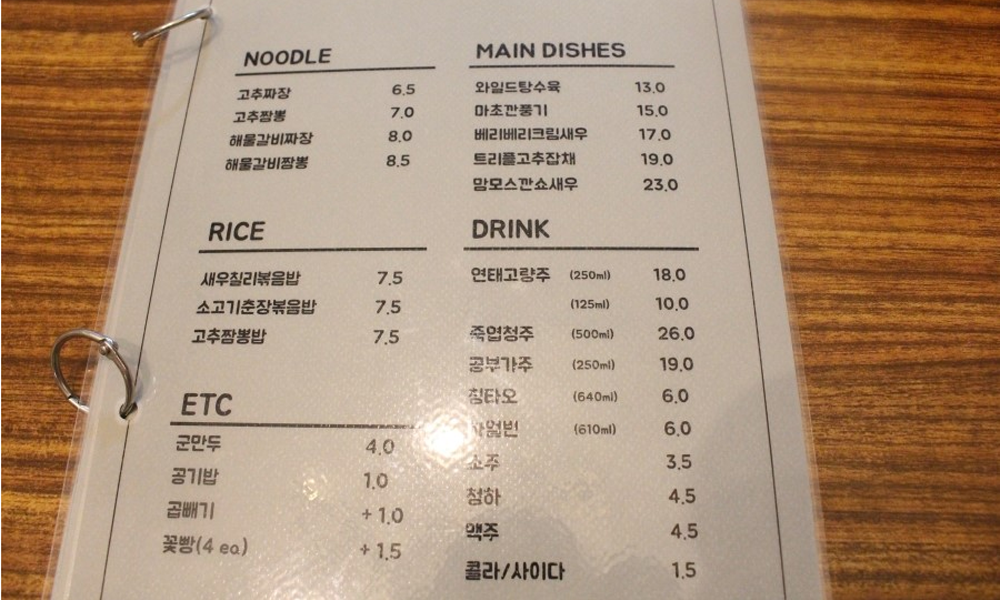 NOODLE
고추짜장 6.5
고추짬뽕 7.0
해물갈비짜장 8.0
해물갈비짬뽕 8.5
RICE
새우칠리볶음밥 7.5
소고기춘장볶음밥 7.5
고추짬뽕밥 7.5
ETC
군만두 4.0
공기밥 1.0
곱빼기 +1.0
꽃빵(4 ea) +1.5
MAIN DISHES
와일드탕수육 13.0
마초깐풍기 15.0
베리베리크림새우 17.0
트리플고추잡채 19.0
맘모스깐쇼새우 23.0
DRINK
연태고량주 (250ml) 18.0
(125ml) 10.0
죽엽청주 (500ml) 26.0
공부가주 (250ml) 19.0
칭타오 (640ml) 6.0
(610ml) 6.0
소주 3.5
청하 4.5
맥주 4.5
콜라/사이다 1.5